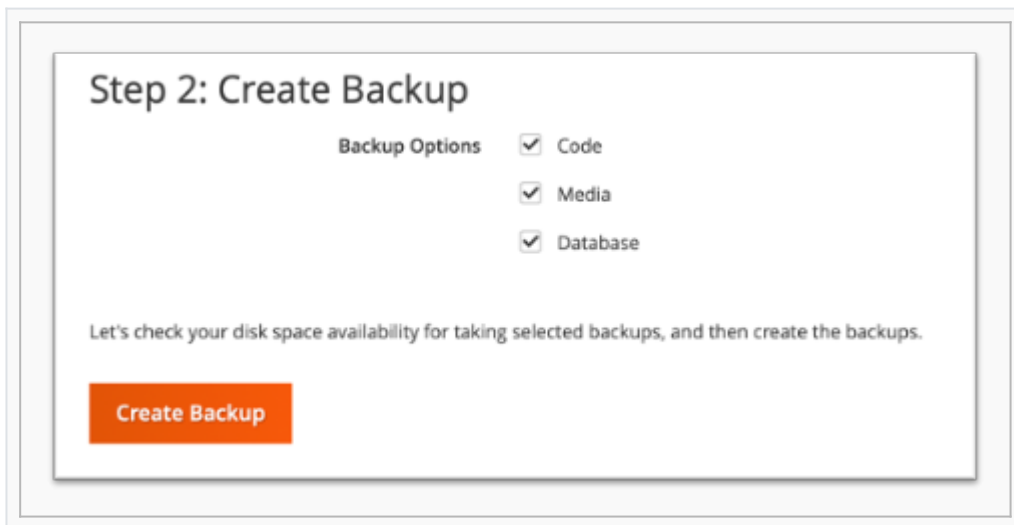 Step 2: Create Backup
Backup Options Code
Media
Database
Let's check your disk space availability for taking selected backups, and then create the backups.
Create Backup